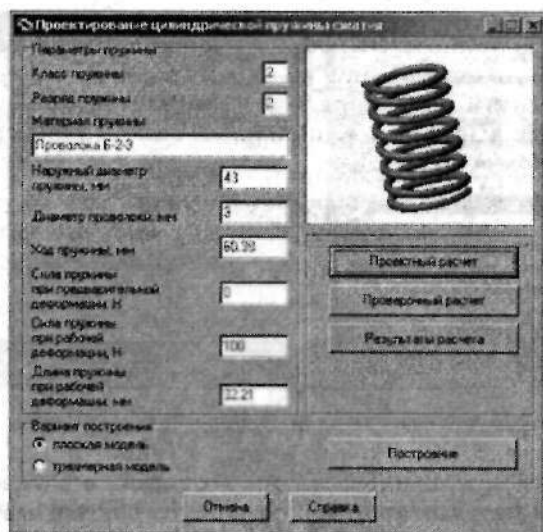 Проектирование цилиндрической пружины сжатия
Параметры пружины
Класс пружины 2
Разряд пружины 2
Материал пружины
Проволока Б-2-3
Наружный диаметр
пружины, мм 43
Диаметр проволоки, мм 3
Ход пружины, мм
Сила пружины
при предварительной
деформации, Н 0
Сила пружины
при рабочей
деформации, Н 100
Длина пружины
при рабочей
деформации, мм 32.21
Проектный расчет
Проверочный расчет
Результаты расчета
Вариант построения
плоская модель
трехмерная модель
Построение
Отмена
Справка